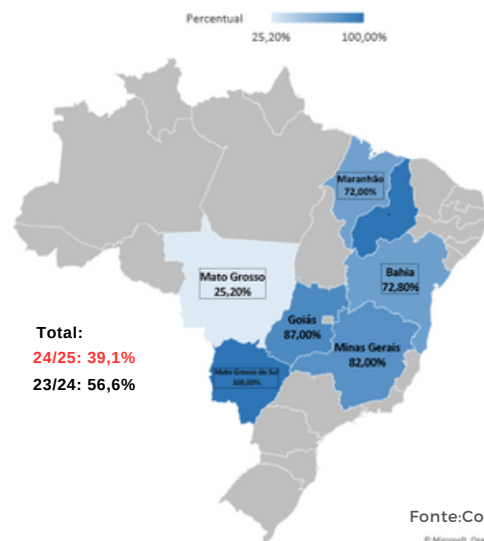 Percentual
25,20%
100,00%
Maranhão
72,00%
Mato Grosso
25,20%
Bahia
72,80%
Goiás
87,00%
Minas Gerais
82,00%
Mato Grosso do Sul
100,00%
Total:
24/25: 39,1%
23/24: 56,6%
Fonte:Co
© Microsoft, Ope